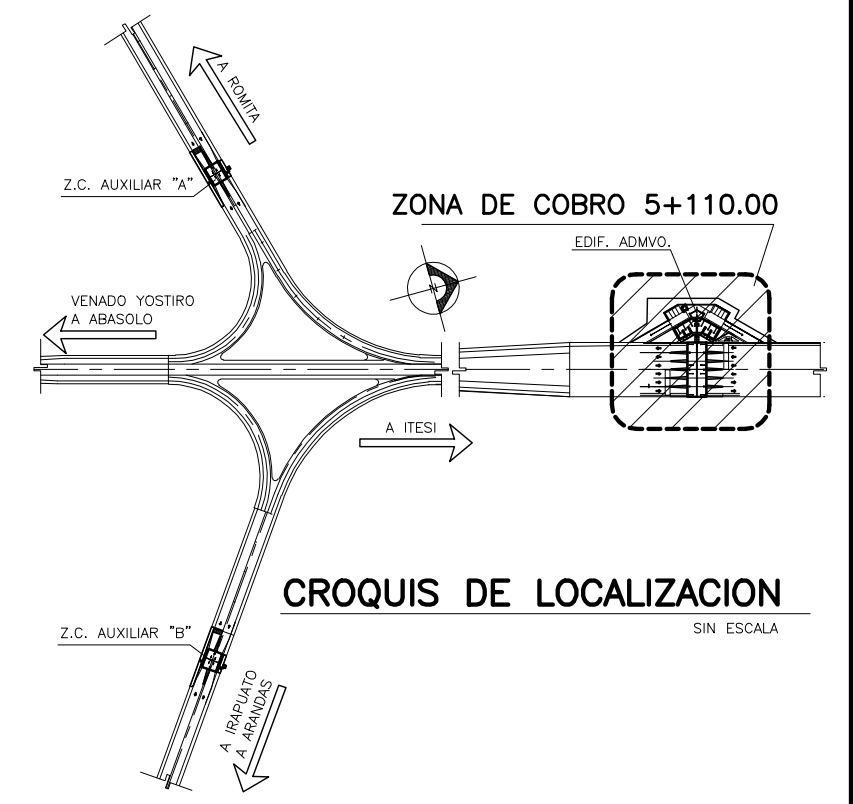 A ROMITA
Z.C. AUXILIAR "A"
ZONA DE COBRO 5+110.00
EDIF. ADMVO.
N
VENADO YOSTIRO
A ABASOLO
A ITESI
CROQUIS DE LOCALIZACION
SIN ESCALA
Z.C. AUXILIAR "B"
A IRAPUATO
A ARANDAS